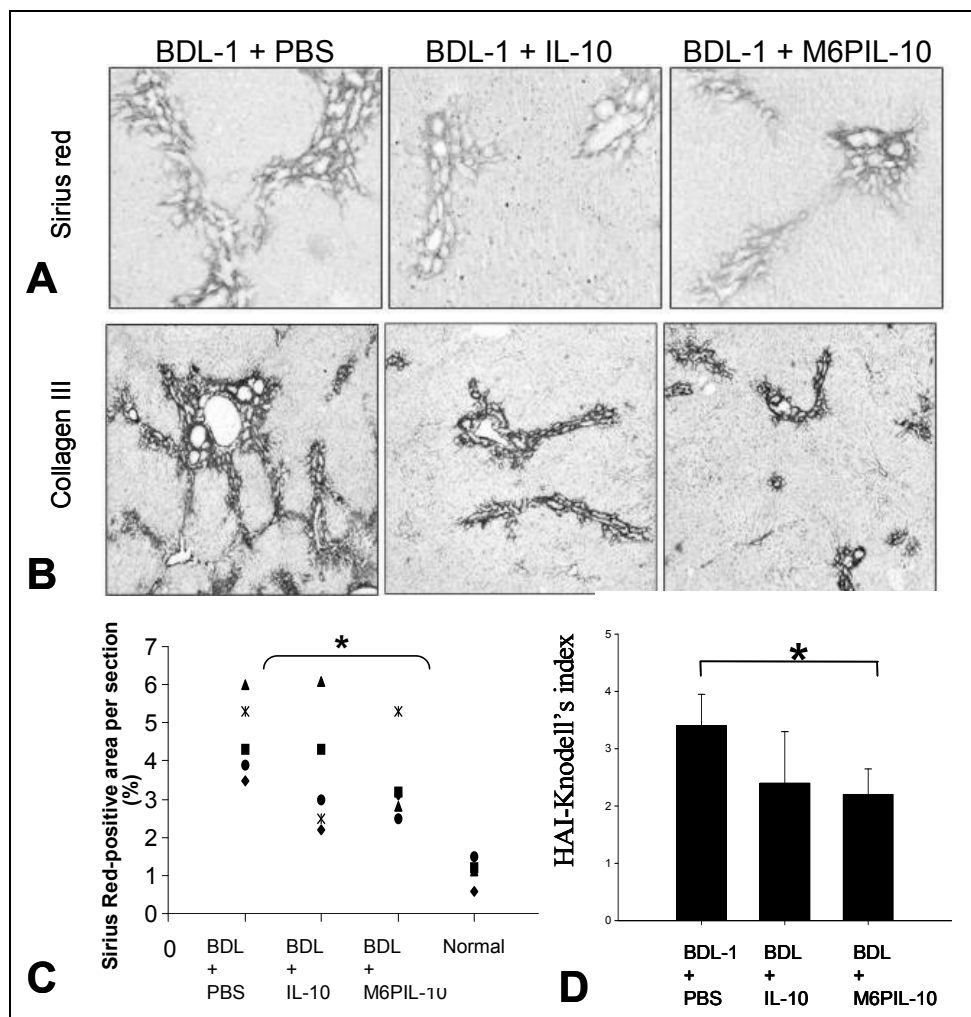 BDL-1 + PBS BDL-1 + IL-10 BDL-1 + M6PIL-10
Sirius red
A
Collagen III
B
Sirius Red-positive area per section
(%)
7
6
5
4
3
2
1
0
*
0 BDL BDL BDL Normal
+ + +
PBS IL-10 M6PIL-10
C
HAI-Knodell's index
5
4
3
2
1
0
*
BDL-1 BDL BDL
+ + +
PBS IL-10 M6PIL-10
D